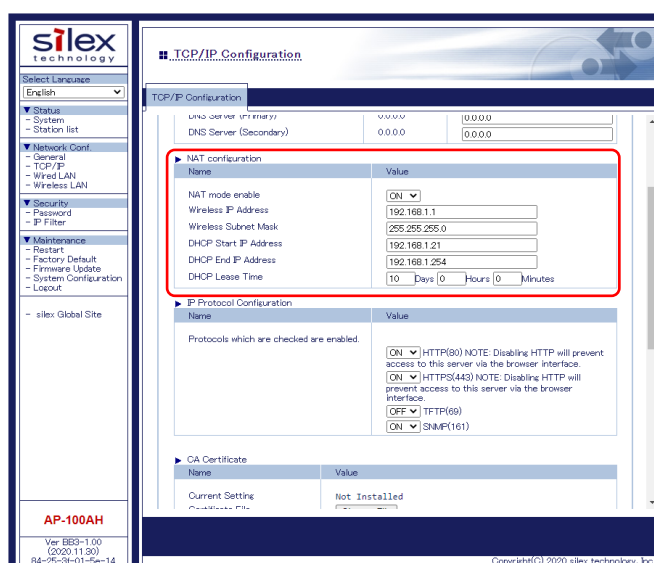 silex
technology
Select Language
English
▼ Status
- System
- Station list
▼ Network Conf.
- General
- TCP/IP
- Wired LAN
- Wireless LAN
▼ Security
- Password
- IP Filter
▼ Maintenance
- Restart
- Factory Default
- Firmware Update
- System Configuration
- Logout
- silex Global Site
AP-100AH
Ver BB3-1.00
(2020.11.30)
84-25-3f-01-5e-14
TCP/IP Configuration
TCP/IP Configuration
DNS Server (Primary) 0.0.0.0 0.0.0.0
DNS Server (Secondary) 0.0.0.0 0.0.0.0
▶ NAT configuration
Name Value
NAT mode enable ON
Wireless IP Address 192.168.1.1
Wireless Subnet Mask 255.255.255.0
DHCP Start IP Address 192.168.1.21
DHCP End IP Address 192.168.1.254
DHCP Lease Time 10 Days 0 Hours 0 Minutes
▶ IP Protocol Configuration
Name Value
Protocols which are checked are enabled.
ON HTTP(80) NOTE: Disabling HTTP will prevent
access to this server via the browser interface.
ON HTTPS(443) NOTE: Disabling HTTP will
prevent access to this server via the browser
interface.
OFF TFTP(69)
ON SNMP(161)
▶ CA Certificate
Name Value
Current Setting Not Installed
Certificate File
Copyright(C) 2020 silex technology, Inc